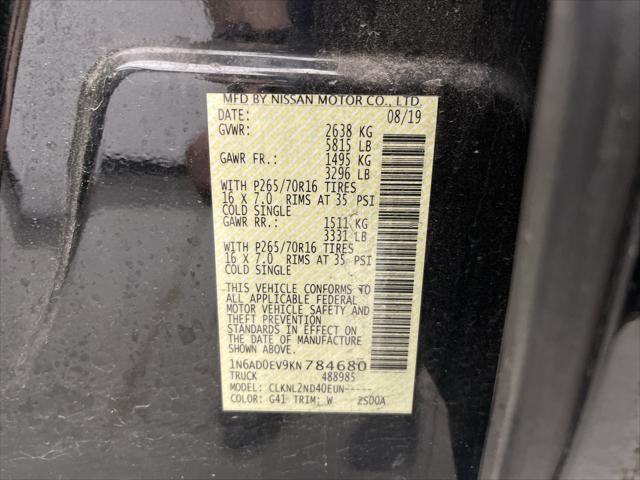 MFD BY NISSAN MOTOR CO., LTD.
DATE: 08/19
GVWR: 2638 KG
5815 LB
GAWR FR.: 1495 KG
3296 LB
WITH P265/70R16 TIRES
16 X 7.0 RIMS AT 35 PSI
COLD SINGLE
GAWR RR.: 1511 KG
3331 LB
WITH P265/70R16 TIRES
16 X 7.0 RIMS AT 35 PSI
COLD SINGLE
THIS VEHICLE CONFORMS TO
ALL APPLICABLE FEDERAL
MOTOR VEHICLE SAFETY AND
THEFT PREVENTION
STANDARDS IN EFFECT ON
THE DATE OF MANUFACTURE
SHOWN ABOVE.
1N6AD0EV9KN 784680
TRUCK 488985
MODEL: CLKNL2ND40EUN-----
COLOR: G41 TRIM: W 2S00A